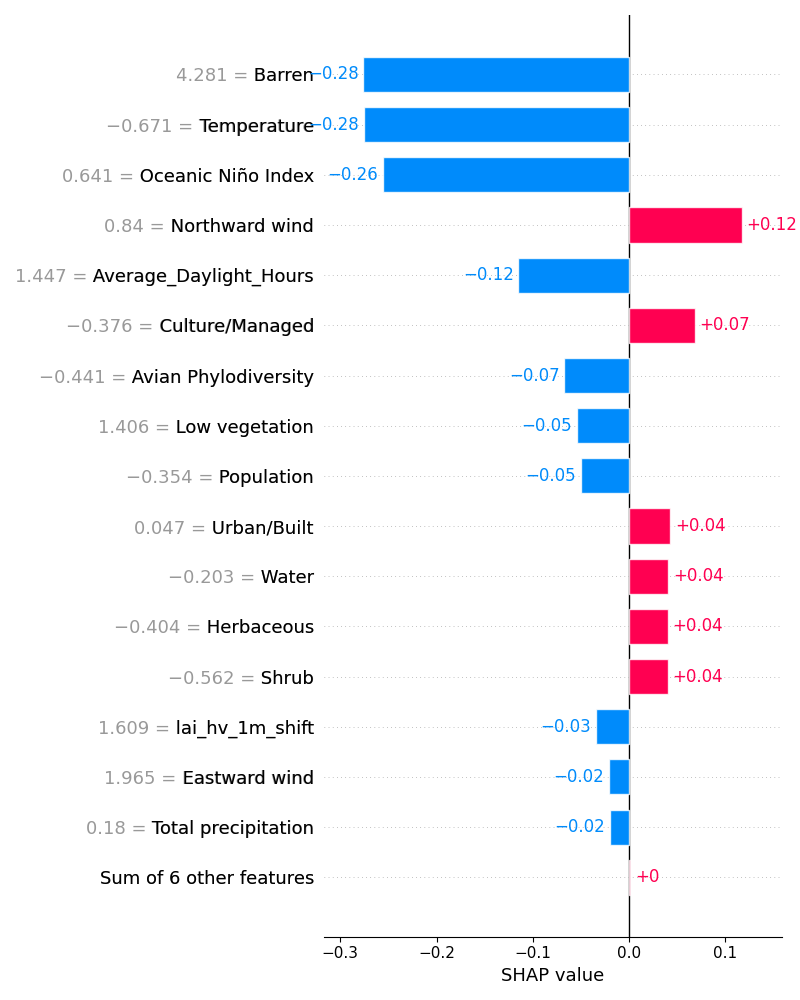 4.281 = Barren −0.28
−0.671 = Temperature −0.28
0.641 = Oceanic Niño Index −0.26
0.84 = Northward wind +0.12
1.447 = Average_Daylight_Hours −0.12
−0.376 = Culture/Managed +0.07
−0.441 = Avian Phylodiversity −0.07
1.406 = Low vegetation −0.05
−0.354 = Population −0.05
0.047 = Urban/Built +0.04
−0.203 = Water +0.04
−0.404 = Herbaceous +0.04
−0.562 = Shrub +0.04
1.609 = lai_hv_1m_shift −0.03
1.965 = Eastward wind −0.02
0.18 = Total precipitation −0.02
Sum of 6 other features +0
−0.3 −0.2 −0.1 0.0 0.1
SHAP value